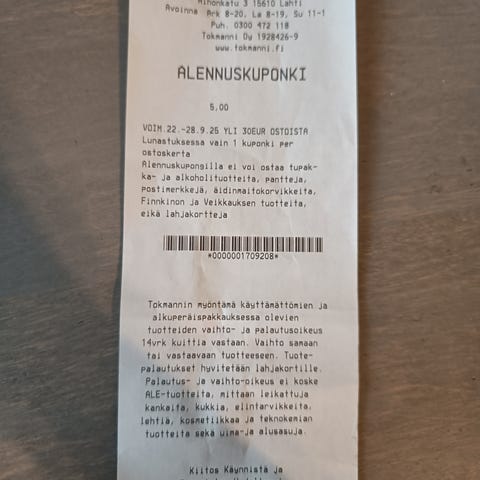 Minonkatu 3 15610 Lahti
Avoinna Ark 8-20, La 8-19, Su 11-1
Puh. 0300 472 118
Tokmanni Oy 1928426-9
www.tokmanni.fi
ALENNUSKUPONKI
5,00
VOIM.22.-28.9.25 YLI 30EUR OSTOISTA
Lunastuksessa vain 1 kuponki per
ostoskerta
Alennuskupongilla ei voi ostaa tupak-
ka- ja alkoholituotteita, pantteja,
postimerkkejä, äidinmaitokorvikkeita,
Finnkinon ja Veikkauksen tuotteita,
eikä lahjakortteja
*0000001709208*
Tokmannin myöntämä käyttämättömien ja
alkuperäispakkauksessa olevien
tuotteiden vaihto- ja palautusoikeus
14vrk kuittia vastaan. Vaihto samaan
tai vastaavaan tuotteeseen. Tuote-
palautukset hyvitetään lahjakortille.
Palautus- ja vaihto-oikeus ei koske
ALE-tuotteita, mittaan leikattuja
kankaita, kukkia, elintarvikkeita,
lehtiä, kosmetiikkaa ja teknomedian
tuotteita sekä uima-ja alusasuja.
Kiitos Käynnistä ja